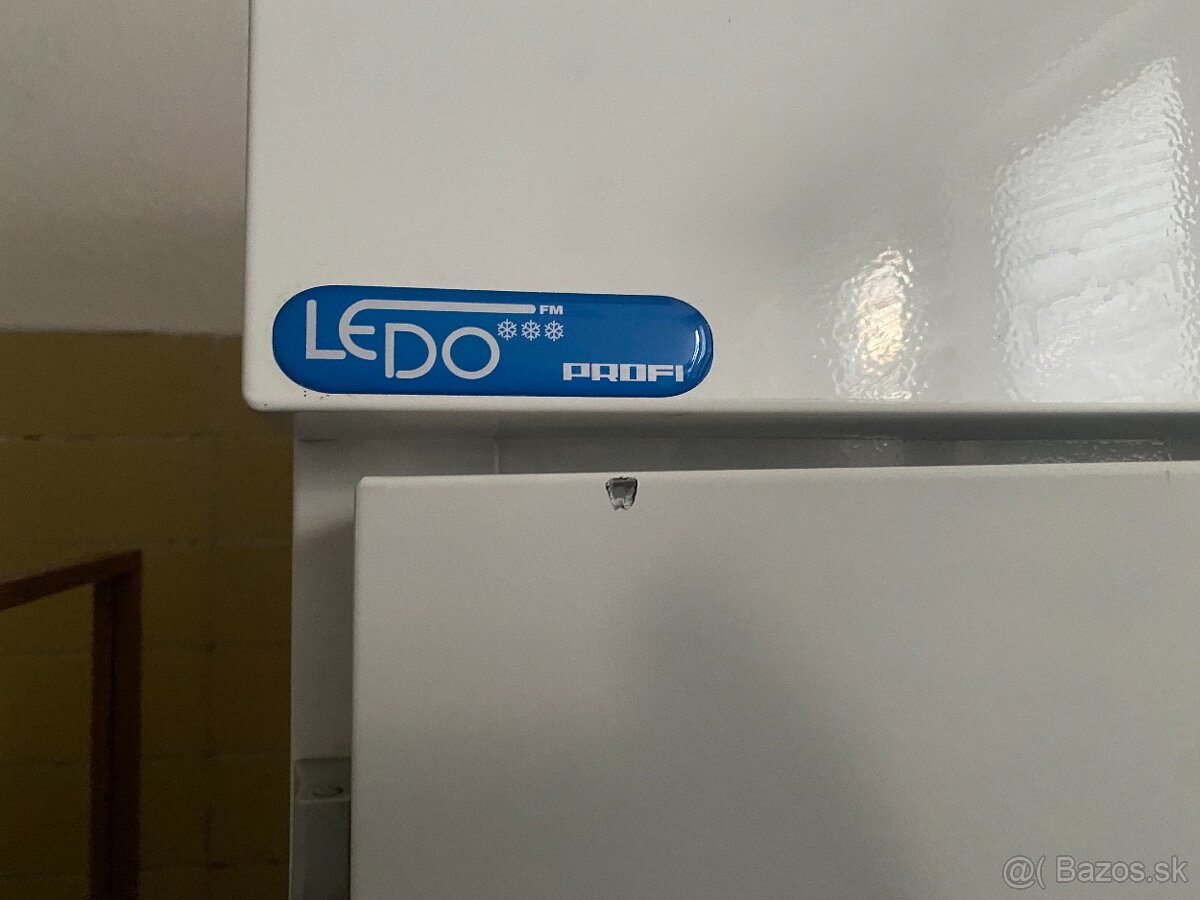 LEDO FM
PROFI
@( Bazos.sk